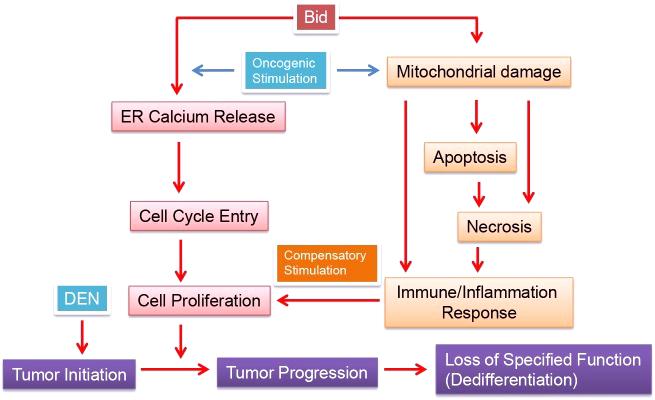 Bid
Oncogenic
Stimulation
Mitochondrial damage
ER Calcium Release
Apoptosis
Cell Cycle Entry
Necrosis
Compensatory
Stimulation
DEN
Cell Proliferation
Immune/Inflammation
Response
Tumor Initiation
Tumor Progression
Loss of Specified Function
(Dedifferentiation)